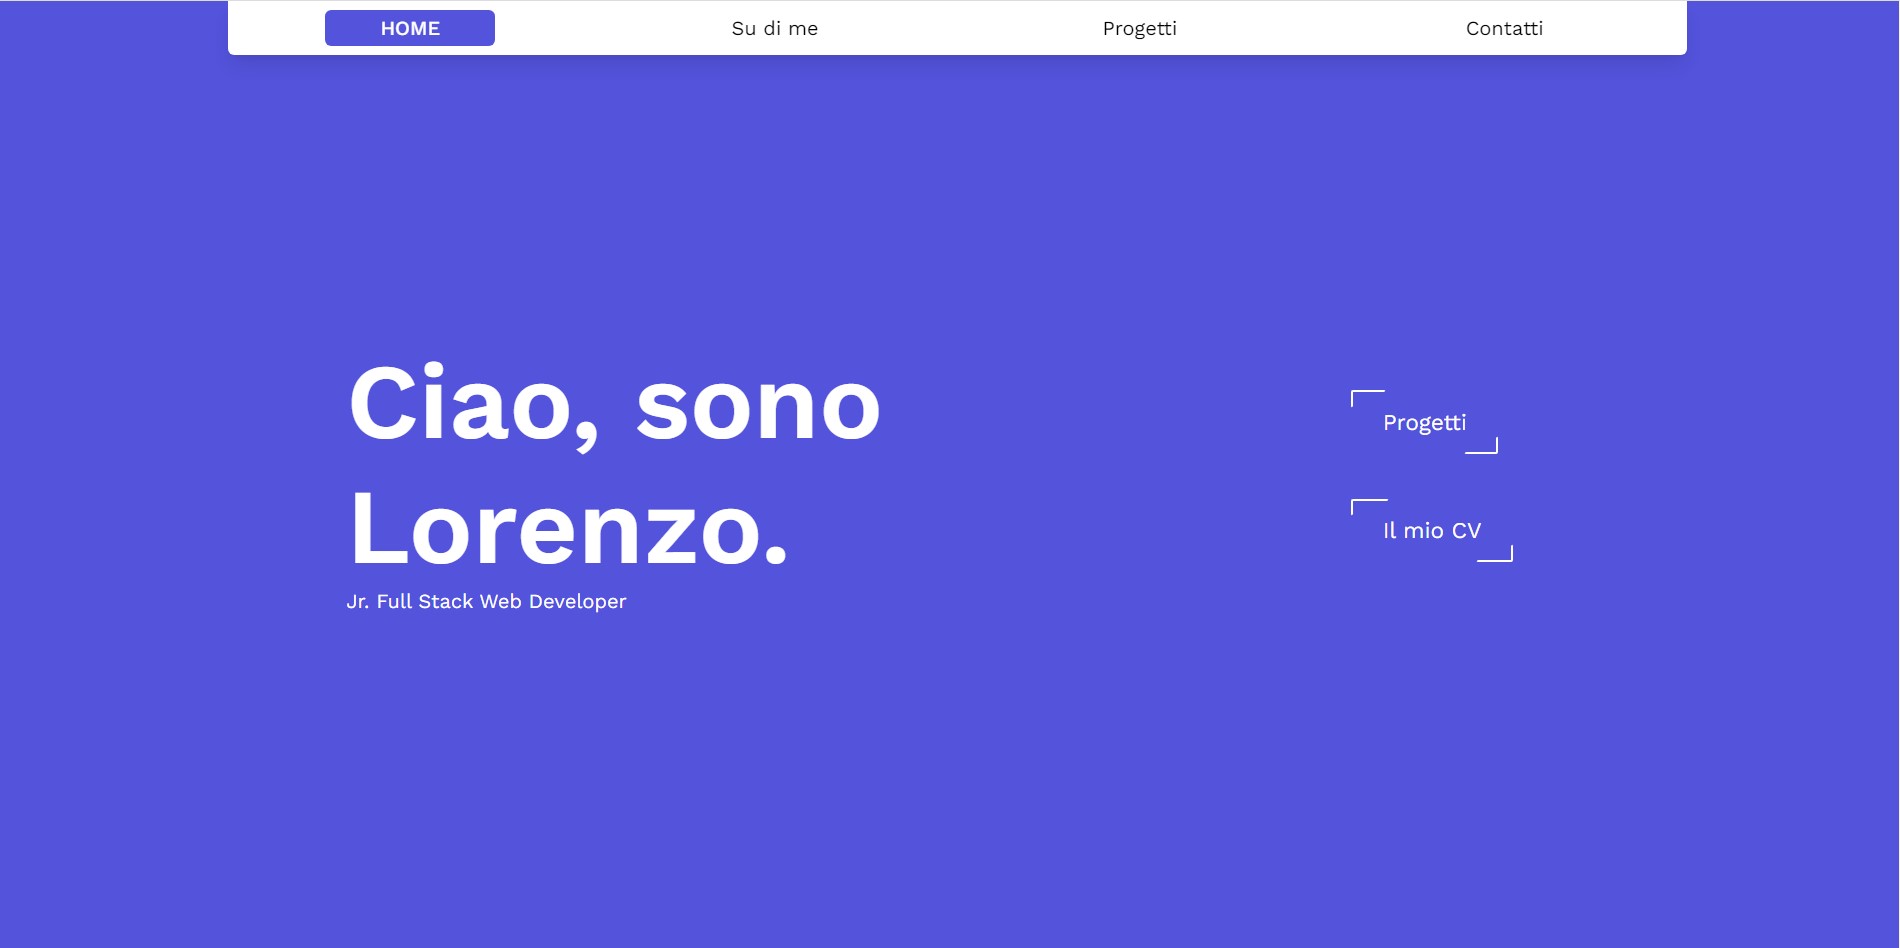 HOME
Su di me
Progetti
Contatti
Ciao, sono
Lorenzo.
Jr. Full Stack Web Developer
Progetti
Il mio CV